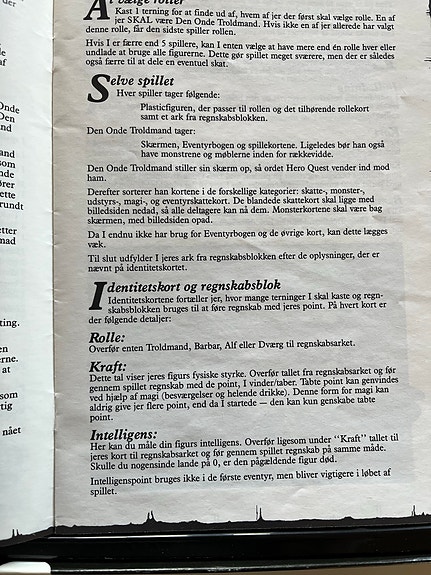 At vælge roller
Kast 1 terning for at finde ud af, hvem af jer der først skal vælge rolle. En af
jer SKAL være Den Onde Troldmand. Hvis ikke en af jer allerede har valgt
denne rolle, får den sidste spiller rollen.
Hvis I er færre end 5 spillere, kan I enten vælge at have mere end én rolle hver eller
undlade at bruge alle figurerne. Dette gør spillet meget sværere, men der er således
også færre til at dele en eventuel skat.
Selve spillet
Hver spiller tager følgende:
Plasticfiguren, der passer til rollen og det tilhørende rollekort
samt et ark fra regnskabsblokken.
Den Onde Troldmand tager:
Skærmen, Eventyrbogen og spillekortene. Ligeledes bør han også
have monstrene og møblerne inden for rækkevidde.
Den Onde Troldmand stiller sin skærm op, så ordet Hero Quest vender ind mod
ham.
Derefter sorterer han kortene i de forskellige kategorier: skatte-, monster-,
udstyrs-, magi-, og eventyrskattekort. De blandede skattekort skal ligge med
billedsiden nedad, så alle deltagere kan nå dem. Monsterkortene skal være bag
skærmen, med billedsiden opad.
Da I endnu ikke har brug for Eventyrbogen og de øvrige kort, kan dette lægges
væk.
Til slut udfylder I jeres ark fra regnskabsblokken efter de oplysninger, der er
nævnt på identitetskortet.
Identitetskort og regnskabsblok
Identitetskortene fortæller jer, hvor mange terninger I skal kaste og regn-
skabsblokken bruges til at føre regnskab med jeres point. På hvert kort er
der følgende detaljer:
Rolle:
Overfør enten Troldmand, Barbar, Alf eller Dværg til regnskabsarket.
Kraft:
Dette tal viser jeres figurs fysiske styrke. Overfør tallet fra regnskabsarket og før
gennem spillet regnskab med de point, I vinder/taber. Tabte point kan genvindes
ved hjælp af magi (besværgelser og helende drikke). Denne form for magi kan
aldrig give jer flere point, end da I startede — den kan kun genskabe tabte
point.
Intelligens:
Her kan du måle din figurs intelligens. Overfør ligesom under "Kraft" tallet til
jeres kort til regnskabsarket og før gennem spillet regnskab på samme måde.
Skulle du nogensinde lande på 0, er den pågældende figur død.
Intelligenspoint bruges ikke i de første eventyr, men bliver vigtigere i løbet af
spillet.